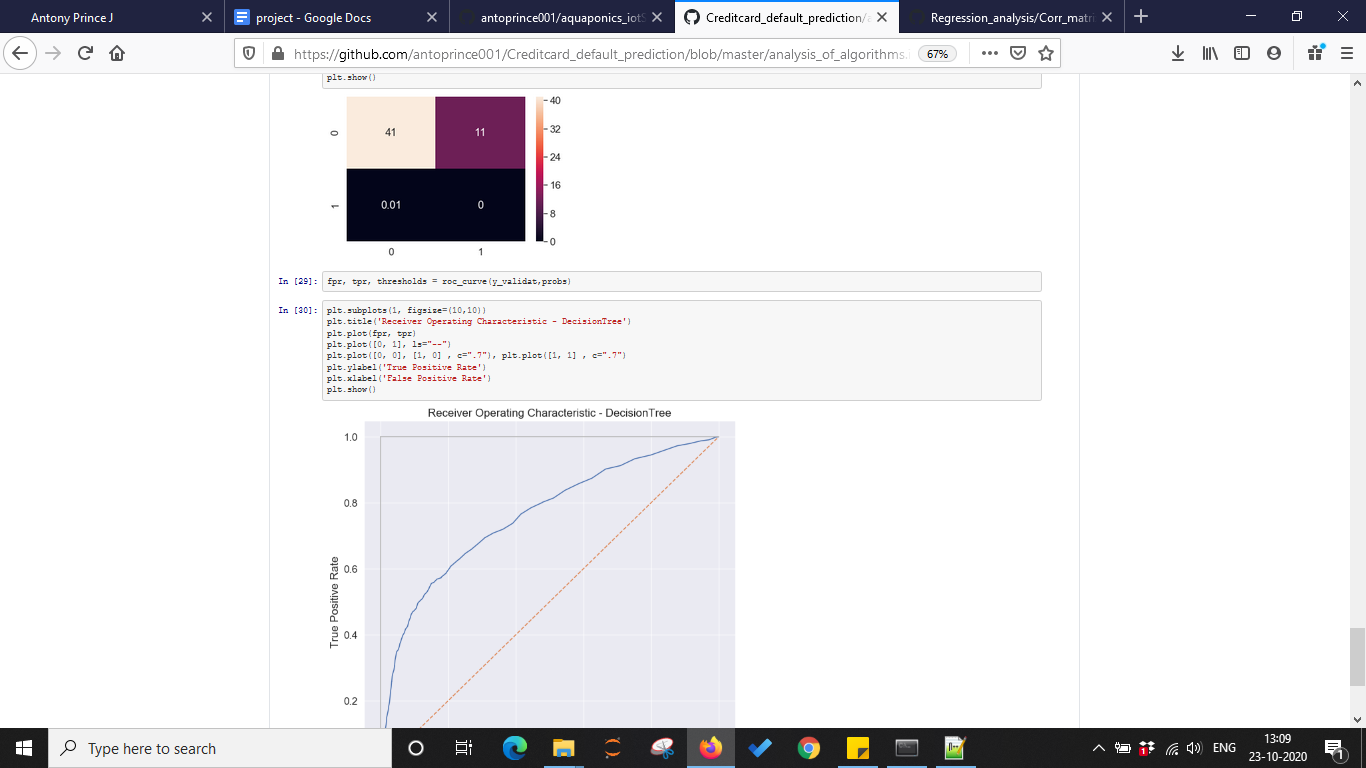 Antony Prince J
project - Google Docs
antoprince001/aquaponics_iotS
Creditcard_default_prediction/a
Regression_analysis/Corr_matri
https://github.com/antoprince001/Creditcard_default_prediction/blob/master/analysis_of_algorithms.
67%
plt.show()
0
41
11
1
0.01
0
0
1
40
32
24
16
8
0
In [29]:
fpr, tpr, thresholds = roc_curve(y_validat,probs)
In [30]:
plt.subplots(1, figsize=(10,10))
plt.title('Receiver Operating Characteristic - DecisionTree')
plt.plot(fpr, tpr)
plt.plot([0, 1], ls="--")
plt.plot([0, 0], [1, 0] , c=".7"), plt.plot([1, 1] , c=".7")
plt.ylabel('True Positive Rate')
plt.xlabel('False Positive Rate')
plt.show()
Receiver Operating Characteristic - DecisionTree
1.0
0.8
0.6
0.4
0.2
True Positive Rate
Type here to search
ENG
13:09
23-10-2020
1